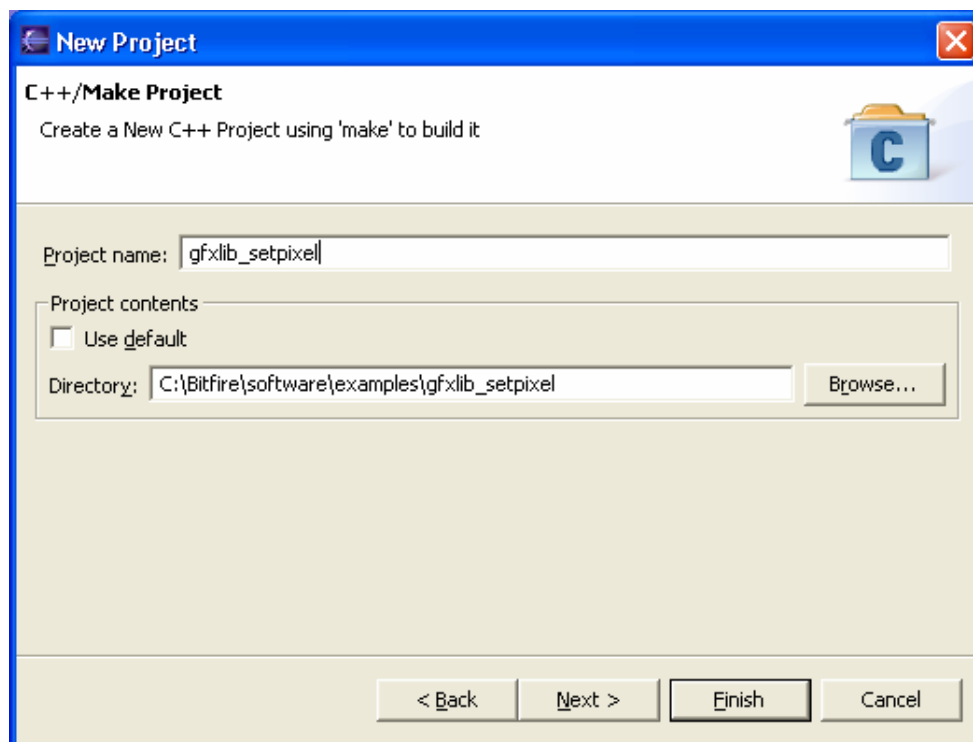 New Project
C++/Make Project
Create a New C++ Project using 'make' to build it
C
Project name: gfxlib_setpixel
Project contents
Use default
Directory: C:\Bitfire\software\examples\gfxlib_setpixel Browse...
< Back Next > Finish Cancel